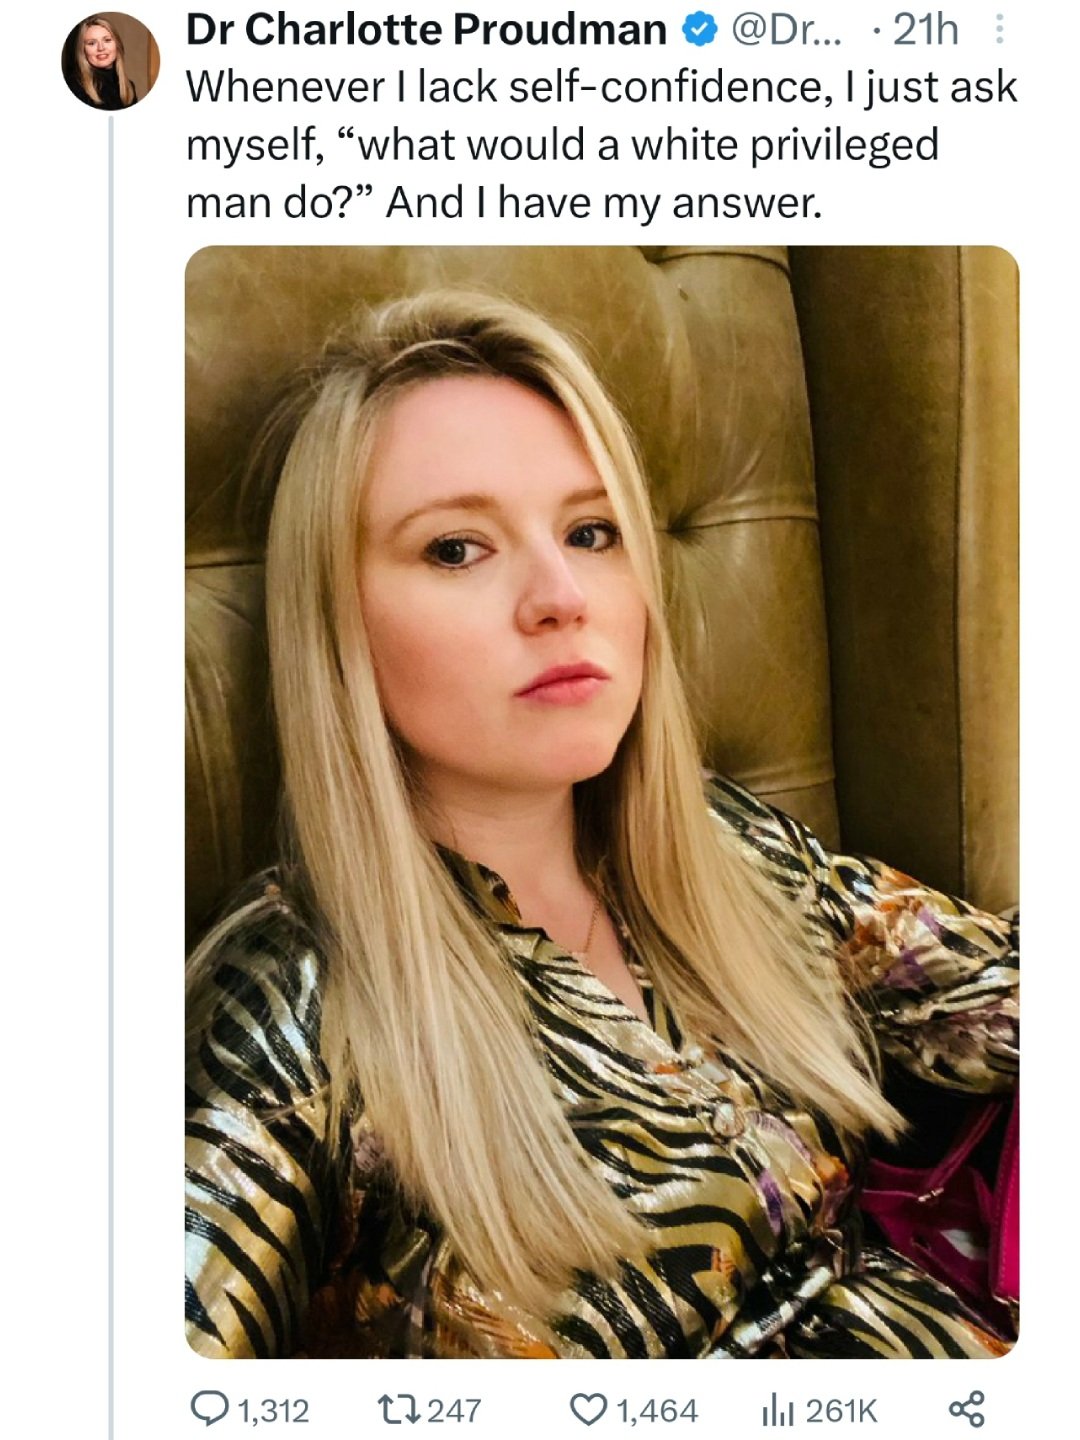 Dr Charlotte Proudman @Dr... · 21h
Whenever I lack self-confidence, I just ask
myself, “what would a white privileged
man do?” And I have my answer.
1,312 247 1,464 261K